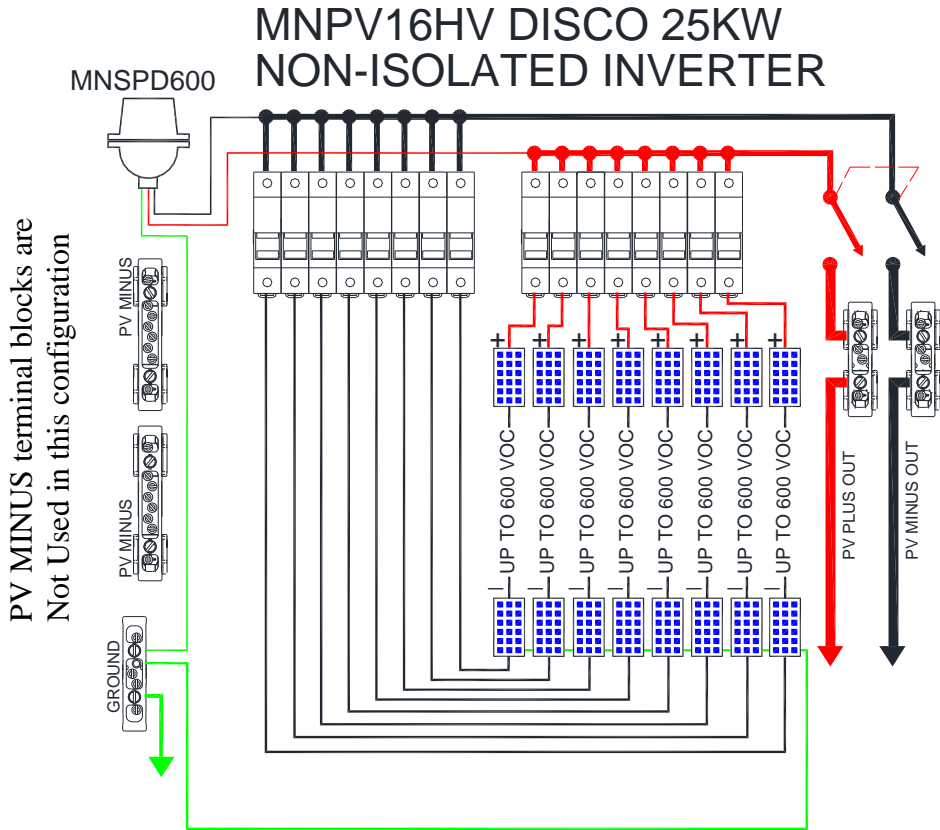 MNPV16HV DISCO 25KW
NON-ISOLATED INVERTER
MNSPD600
PV MINUS terminal blocks are
Not Used in this configuration
PV MINUS
PV MINUS
GROUND
+
+
+
+
+
+
+
+
UP TO 600 VOC
UP TO 600 VOC
UP TO 600 VOC
UP TO 600 VOC
UP TO 600 VOC
UP TO 600 VOC
UP TO 600 VOC
UP TO 600 VOC
–
–
–
–
–
–
–
–
PV PLUS OUT
PV MINUS OUT